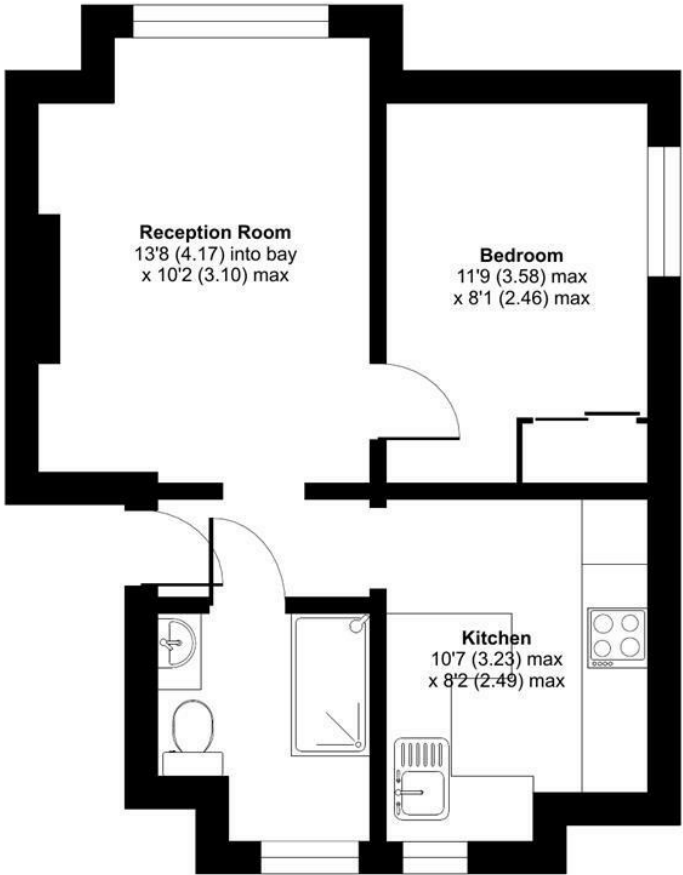 Reception Room
13'8 (4.17) into bay
x 10'2 (3.10) max
Bedroom
11'9 (3.58) max
x 8'1 (2.46) max
Kitchen
10'7 (3.23) max
x 8'2 (2.49) max